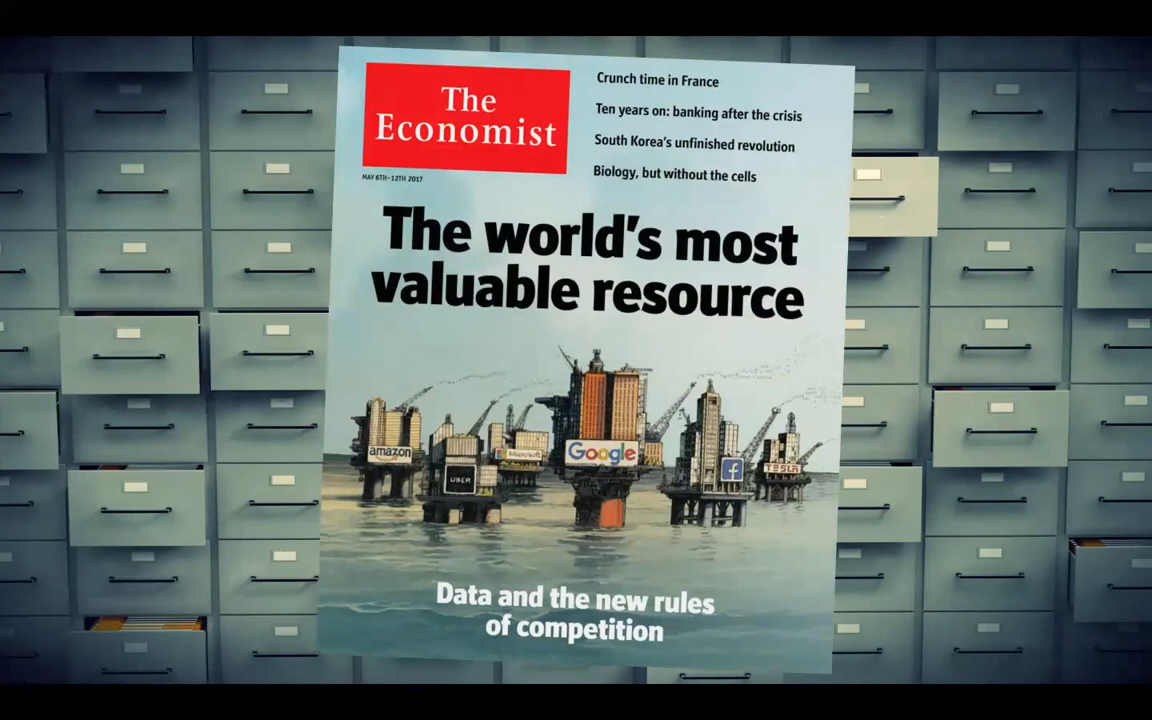 The
Economist
MAY 6TH–12TH 2017
Crunch time in France
Ten years on: banking after the crisis
South Korea's unfinished revolution
Biology, but without the cells
The world's most
valuable resource
amazon
UBER
Microsoft
Google
f
TESLA
Data and the new rules
of competition